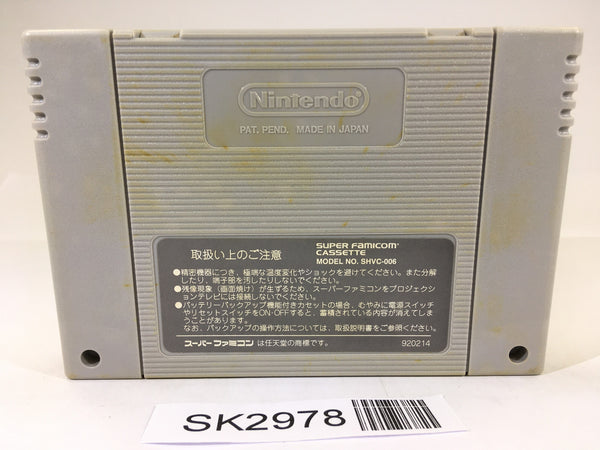 Nintendo®
PAT. PEND. MADE IN JAPAN
取扱い上のご注意
SUPER FAMICOM
CASSETTE
MODEL NO. SHVC-006
●精密機器につき、極端な温度変化やショックを避けてください。また分解
したり、端子部を汚したりしないでください。
●残像現象（画面焼け）が生ずるため、スーパーファミコンをプロジェクシ
ョンテレビには接続しないでください。
●バッテリーバックアップ機能付きカセットの場合、むやみに電源スイッチ
やリセットスイッチをON・OFFすると、蓄積されている内容が消えてしま
うことがあります。
なお、バックアップの操作方法については、取扱説明書をご参照ください。
スーパーファミコン は任天堂の商標です。
920214
SK2978